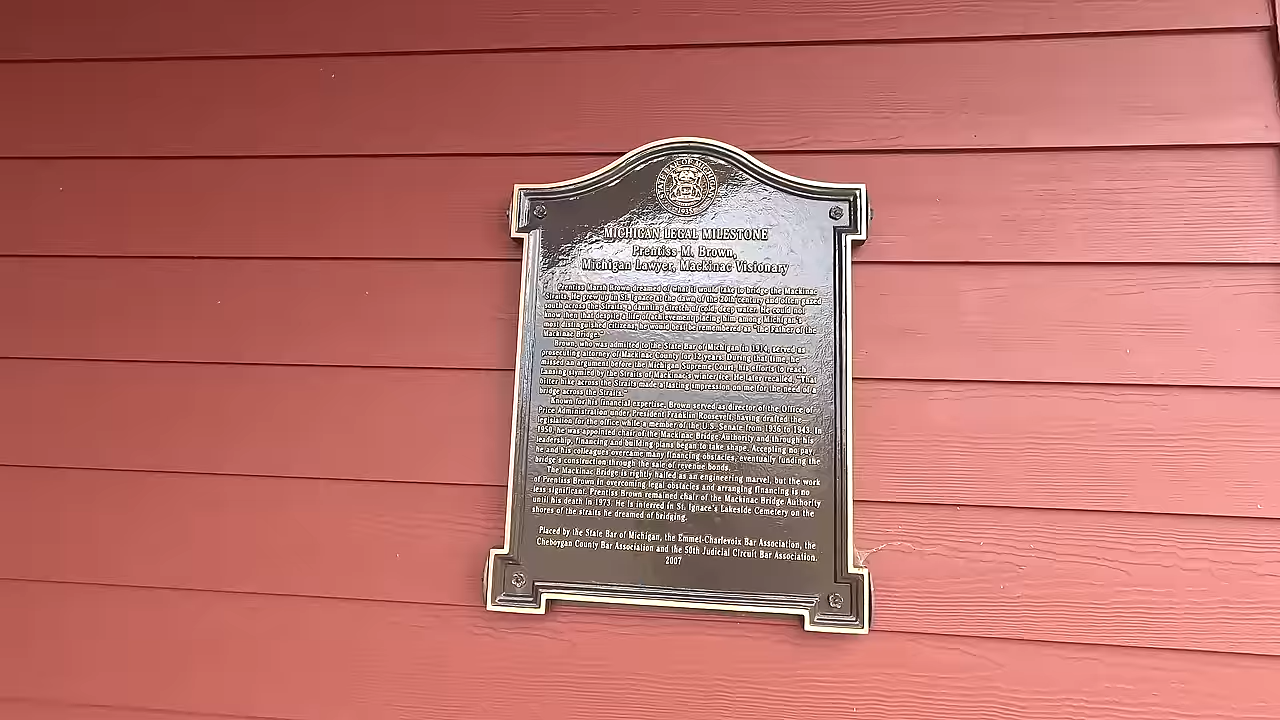 STATE BAR OF MICHIGAN
MICHIGAN LEGAL MILESTONE
Prentiss M. Brown,
Michigan Lawyer, Mackinac Visionary
Prentiss Marsh Brown dreamed of what it would take to bridge the Mackinac
Straits. He grew up in St. Ignace at the dawn of the 20th century and often gazed
south across the Straits, a daunting stretch of cold, deep water. He could not
know then that despite a life of achievement placing him among Michigan's
most distinguished citizens, he would best be remembered as "The Father of the
Mackinac Bridge."
Brown, who was admitted to the State Bar of Michigan in 1914, served as
prosecuting attorney of Mackinac County for 12 years. During that time he
missed an argument before the Michigan Supreme Court, his efforts to reach
Lansing stymied by the Strait of Mackinac's winter ice. He later recalled, "That
bitter hike across the Straits made a lasting impression on me for the need of a
bridge across the Straits."
Known for his financial expertise, Brown served as director of the Office of
Price Administration under President Franklin Roosevelt, having drafted the
legislation for the office while a member of the U.S. Senate from 1936 to 1943. In
1950, he was appointed chair of the Mackinac Bridge Authority and through his
leadership, financing and building plans began to take shape. Accepting no pay,
he and his colleagues overcame many financing obstacles, eventually funding the
bridge's construction through the sale of revenue bonds.
The Mackinac Bridge is rightly hailed as an engineering marvel, but the work
of Prentiss Brown in overcoming legal obstacles and arranging financing is no
less significant. Prentiss Brown remained chair of the Mackinac Bridge Authority
until his death in 1973. He is interred in St. Ignace's Lakeside Cemetery on the
shores of the straits he dreamed of bridging.
Placed by the State Bar of Michigan, the Emmet-Charlevoix Bar Association, the
Cheboygan County Bar Association and the 50th Judicial Circuit Bar Association.
2007